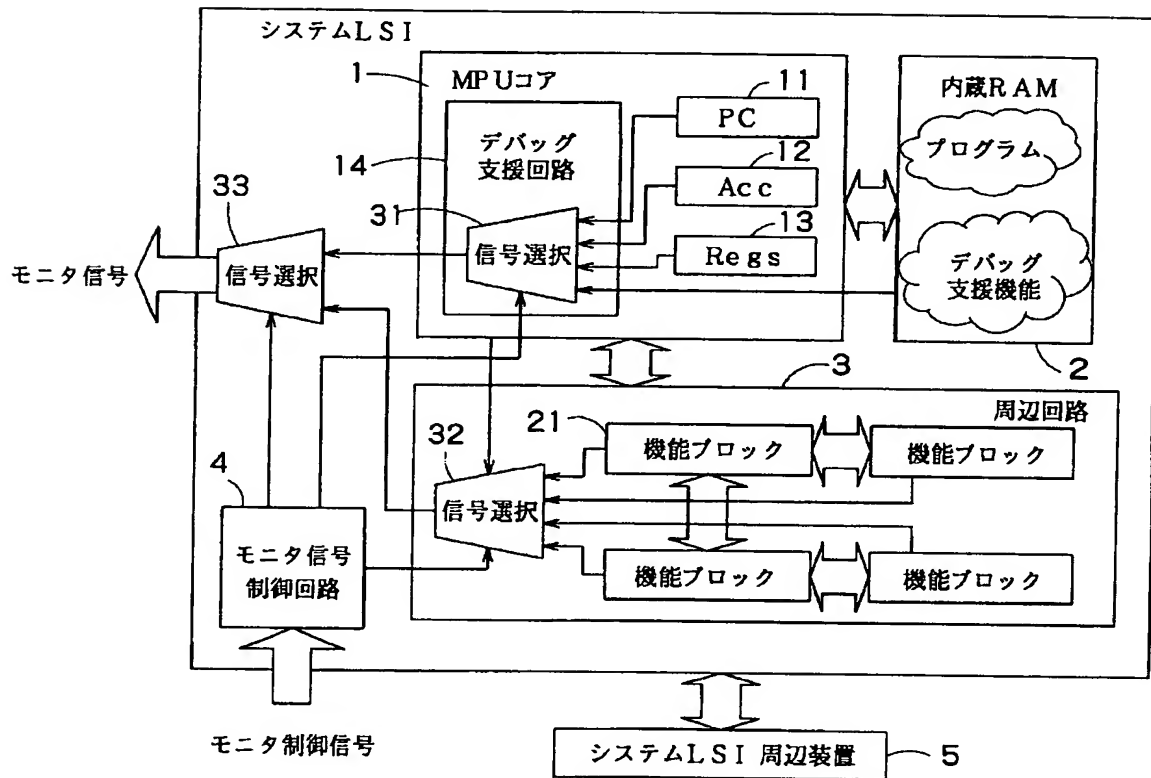 システムLSI
1
MPUコア
デバッグ
支援回路
14
31
信号選択
11
PC
12
Acc
13
Regs
内蔵RAM
プログラム
デバッグ
支援機能
2
33
信号選択
モニタ信号
3
周辺回路
32
信号選択
21
機能ブロック
機能ブロック
機能ブロック
機能ブロック
4
モニタ信号
制御回路
モニタ制御信号
システムLSI 周辺装置
5